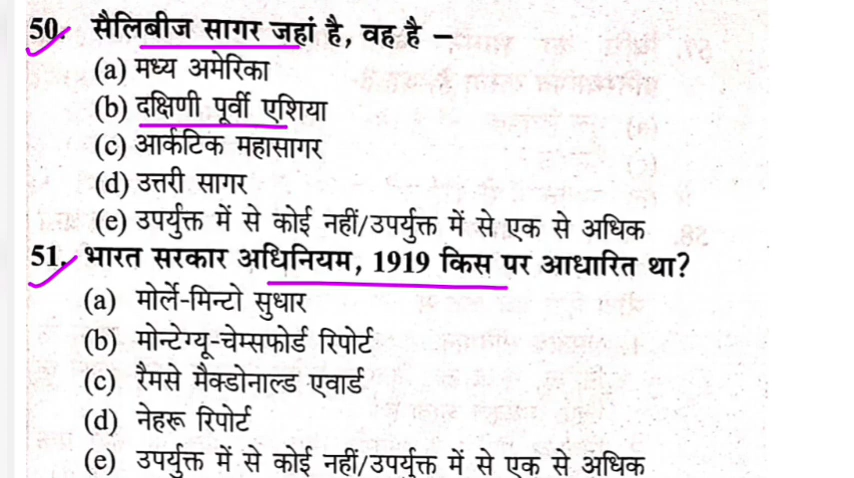 50. सैलिबीज सागर जहां है, वह है –
(a) मध्य अमेरिका
(b) दक्षिणी पूर्वी एशिया
(c) आर्कटिक महासागर
(d) उत्तरी सागर
(e) उपर्युक्त में से कोई नहीं/उपर्युक्त में से एक से अधिक
51. भारत सरकार अधिनियम, 1919 किस पर आधारित था?
(a) मोर्ले-मिन्टो सुधार
(b) मोन्टेग्यू-चेम्सफोर्ड रिपोर्ट
(c) रैमसे मैक्डोनाल्ड एवार्ड
(d) नेहरू रिपोर्ट
(e) उपर्युक्त में से कोई नहीं/उपर्युक्त में से एक से अधिक